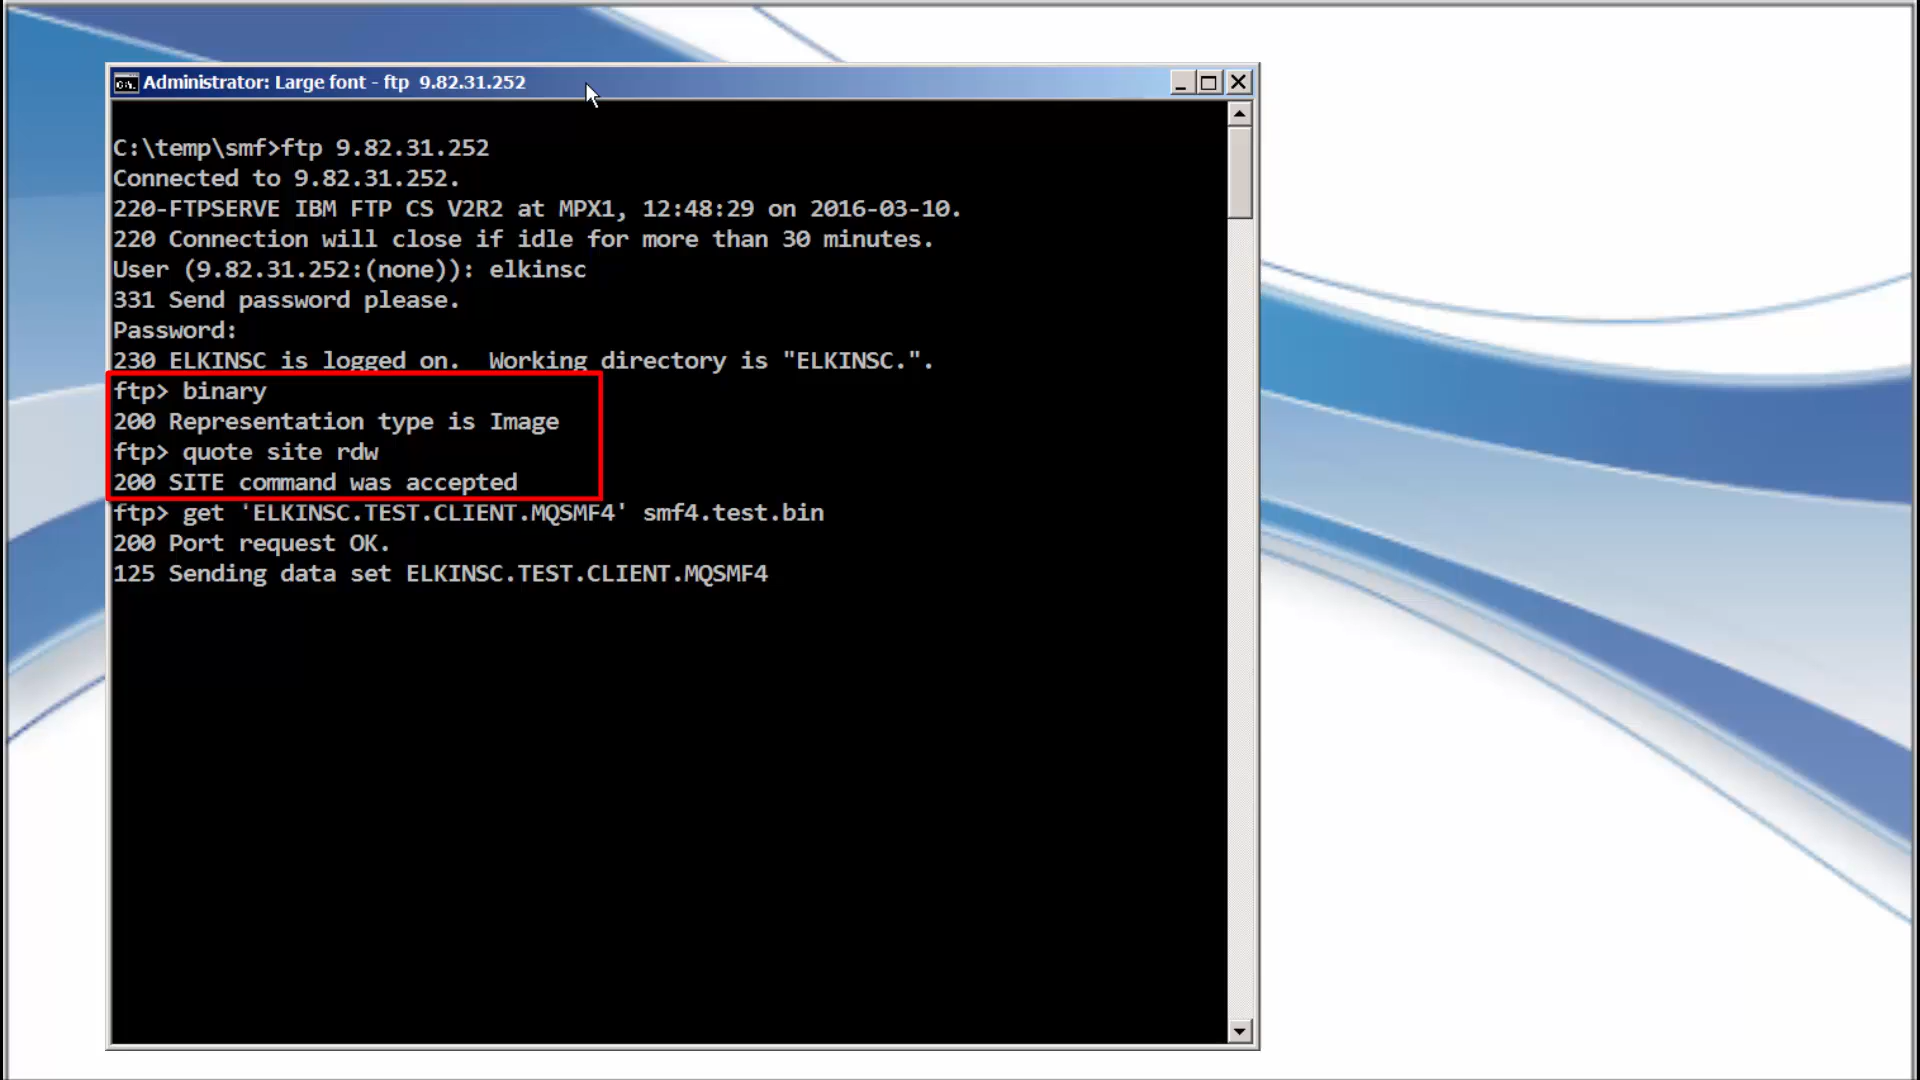 Administrator: Large font - ftp  9.82.31.252
C:\temp\smf>ftp 9.82.31.252
Connected to 9.82.31.252.
220-FTPSERVE IBM FTP CS V2R2 at MPX1, 12:48:29 on 2016-03-10.
220 Connection will close if idle for more than 30 minutes.
User (9.82.31.252:(none)): elkinsc
331 Send password please.
Password:
230 ELKINSC is logged on.  Working directory is "ELKINSC.".
ftp> binary
200 Representation type is Image
ftp> quote site rdw
200 SITE command was accepted
ftp> get 'ELKINSC.TEST.CLIENT.MQSMF4' smf4.test.bin
200 Port request OK.
125 Sending data set ELKINSC.TEST.CLIENT.MQSMF4